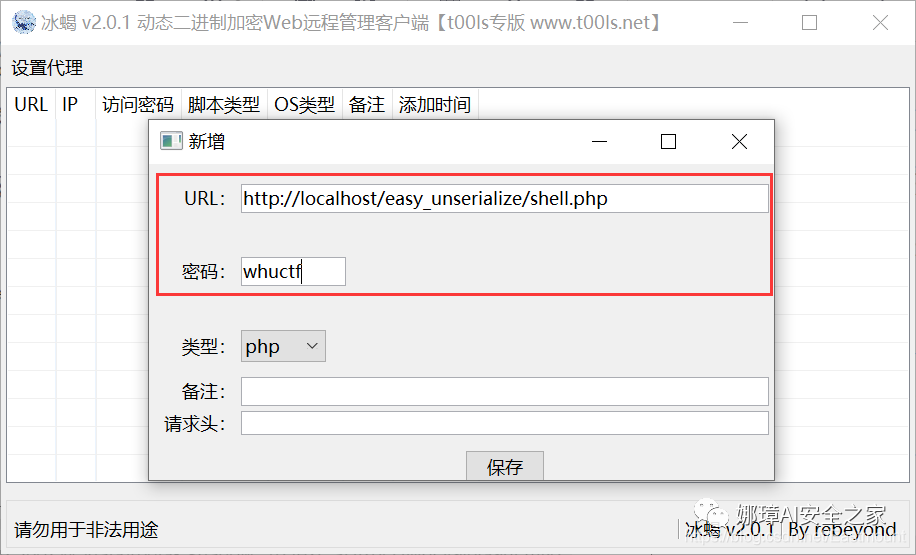 冰蝎 v2.0.1 动态二进制加密Web远程管理客户端【t00ls专版 www.t00ls.net】
设置代理
URL IP 访问密码 脚本类型 OS类型 备注 添加时间
新增
URL： http://localhost/easy_unserialize/shell.php
密码： whuctf
类型： php
备注：
请求头：
保存
请勿用于非法用途
冰蝎 v2.0.1 By rebeyond
娜璋AI安全之家